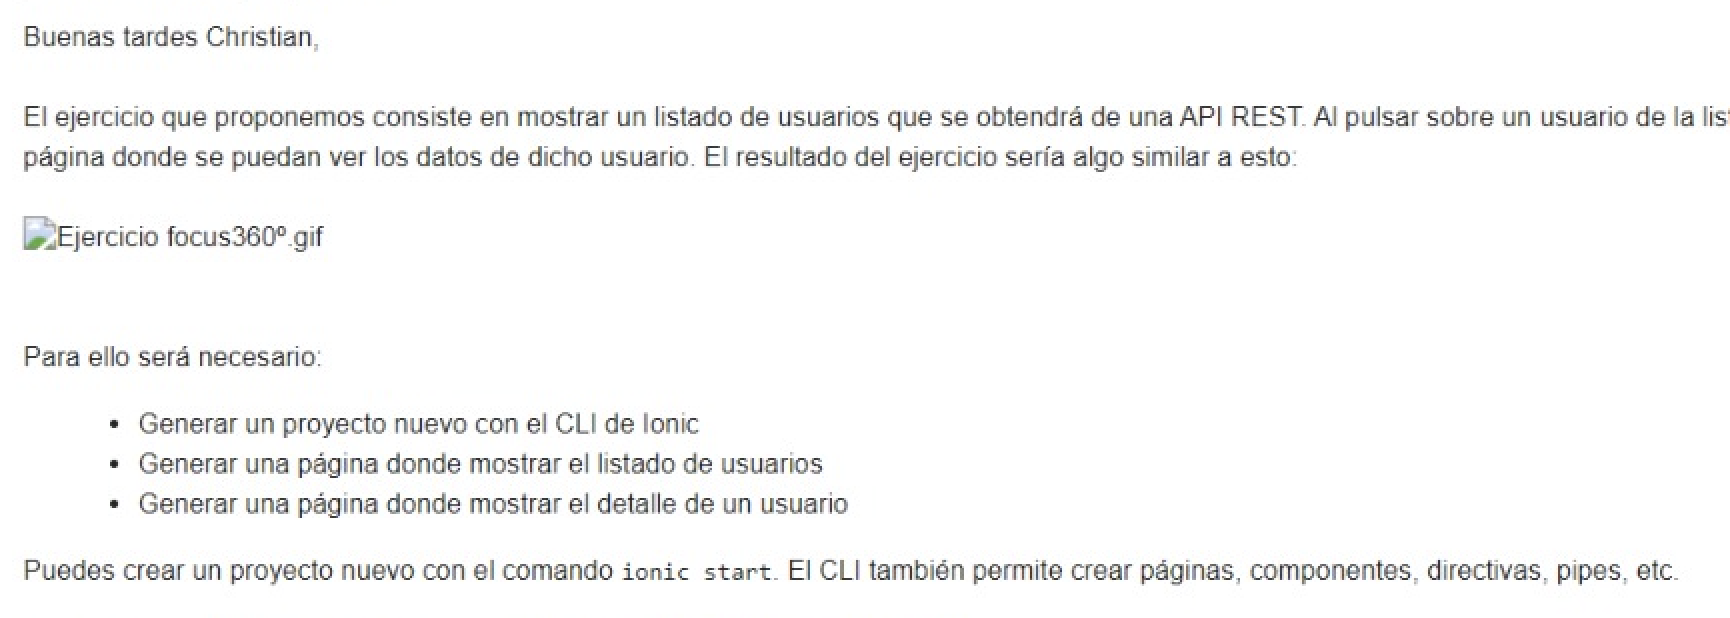 Buenas tardes Christian,
El ejercicio que proponemos consiste en mostrar un listado de usuarios que se obtendrá de una API REST. Al pulsar sobre un usuario de la
página donde se puedan ver los datos de dicho usuario. El resultado del ejercicio sería algo similar a esto:
Ejercicio focus360º.gif
Para ello será necesario:
• Generar un proyecto nuevo con el CLI de Ionic
• Generar una página donde mostrar el listado de usuarios
• Generar una página donde mostrar el detalle de un usuario
Puedes crear un proyecto nuevo con el comando ionic start. El CLI también permite crear páginas, componentes, directivas, pipes, etc.